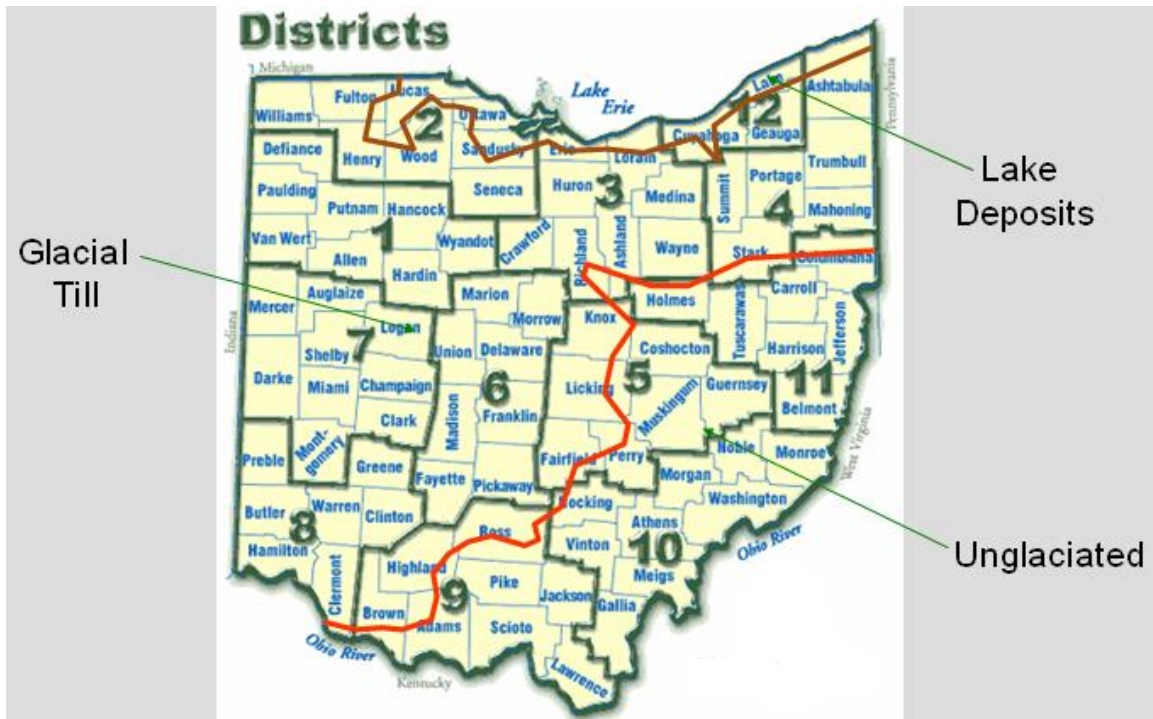 Districts
Michigan
Lake
Erie
Pennsylvania
Indiana
West Virginia
Kentucky
Ohio River
Ohio River
Lake
Deposits
Glacial
Till
Unglaciated
Williams
Fulton
Lucas
Ottawa
Defiance
Henry
Wood
Sandusky
Erie
Lorain
Cuyahoga
Lake
Geauga
Ashtabula
2
12
Paulding
Putnam
Hancock
Seneca
Huron
3
Medina
Summit
Portage
Trumbull
4
Mahoning
Van Wert
Allen
1
Wyandot
Crawford
Richland
Ashland
Wayne
Stark
Columbiana
Hardin
Mercer
Auglaize
Logan
Marion
Morrow
Knox
Holmes
Tuscarawas
Carroll
Jefferson
7
Shelby
Union
Delaware
Coshocton
Harrison
Darke
Miami
Champaign
6
Licking
5
Guernsey
11
Belmont
Clark
Madison
Franklin
Muskingum
Mont-
gomery
Preble
Greene
Fayette
Pickaway
Fairfield
Perry
Morgan
Noble
Monroe
Butler
Warren
Clinton
8
Ross
Hocking
Athens
Washington
Hamilton
Clermont
Highland
Vinton
10
Meigs
Brown
9
Pike
Jackson
Gallia
Adams
Scioto
Lawrence